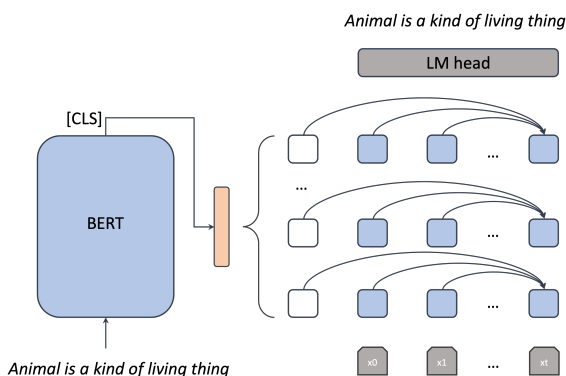 Animal is a kind of living thing
LM head
[CLS]
...
...
BERT
...
...
x0 x1 ... xt
Animal is a kind of living thing